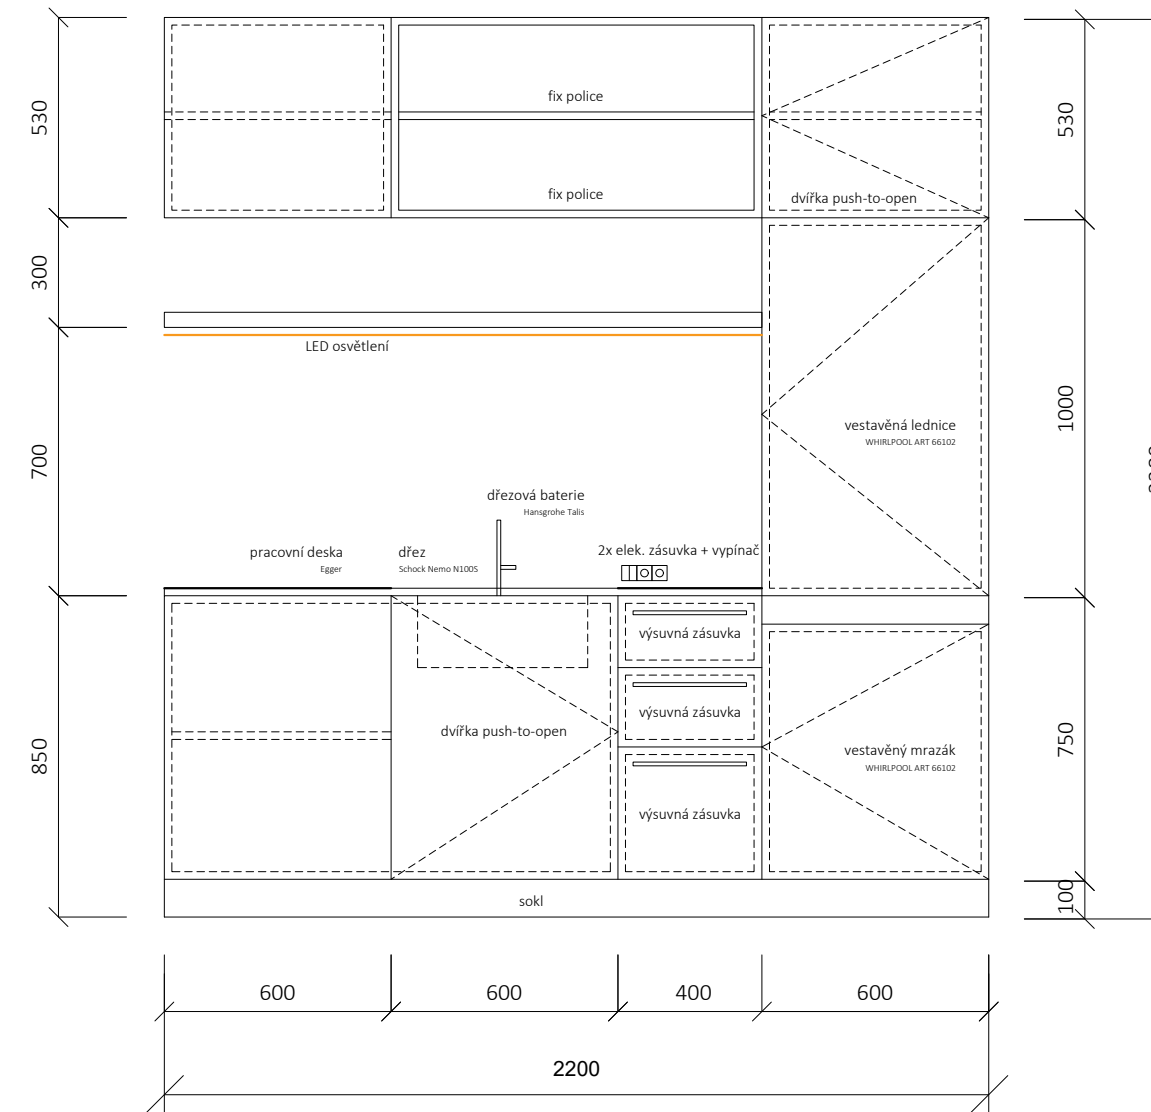 fix police
530
530
fix police
dvířka push-to-open
300
LED osvětlení
1000
vestavěná lednice
WHIRLPOOL ART 66102
700
dřezová baterie
Hansgrohe Talis
pracovní deska
Egger
dřez
Schock Nemo N100S
2x elek. zásuvka + vypínač
výsuvná zásuvka
výsuvná zásuvka
dvířka push-to-open
850
750
vestavěný mrazák
WHIRLPOOL ART 66102
výsuvná zásuvka
100
sokl
600
600
400
600
2200